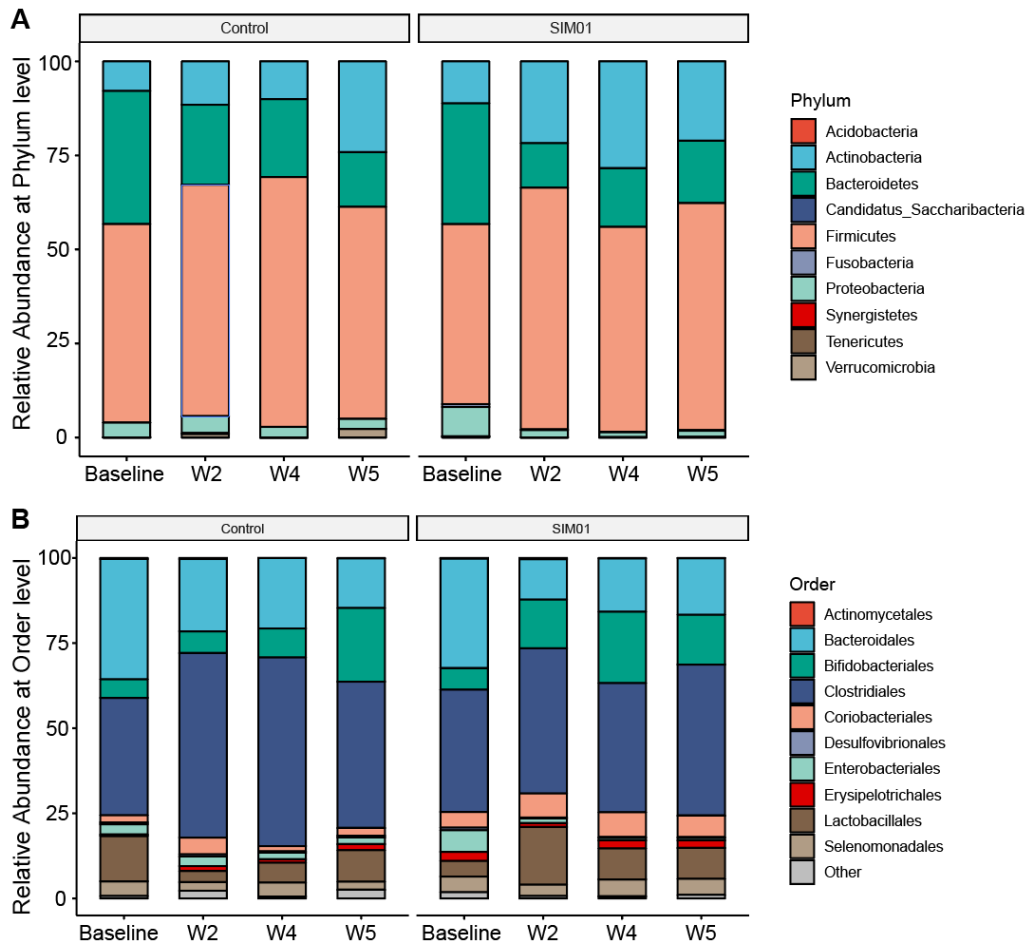 A
Control
SIM01
Relative Abundance at Phylum level
100
75
50
25
0
Baseline
W2
W4
W5
Baseline
W2
W4
W5
Phylum
Acidobacteria
Actinobacteria
Bacteroidetes
Candidatus_Saccharibacteria
Firmicutes
Fusobacteria
Proteobacteria
Synergistetes
Tenericutes
Verrucomicrobia
B
Control
SIM01
Relative Abundance at Order level
100
75
50
25
0
Baseline
W2
W4
W5
Baseline
W2
W4
W5
Order
Actinomycetales
Bacteroidales
Bifidobacteriales
Clostridiales
Coriobacteriales
Desulfovibrionales
Enterobacteriales
Erysipelotrichales
Lactobacillales
Selenomonadales
Other